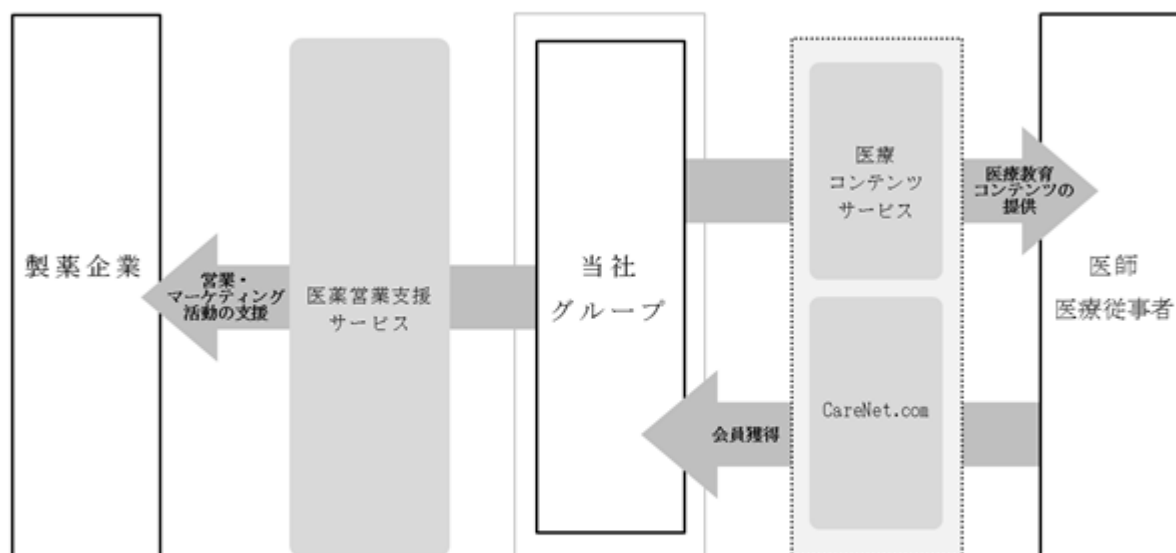 製薬企業
営業・
マーケティング
活動の支援
医薬営業支援
サービス
当社
グループ
医療
コンテンツ
サービス
医療教育
コンテンツの
提供
CareNet.com
会員獲得
医師
医療従事者